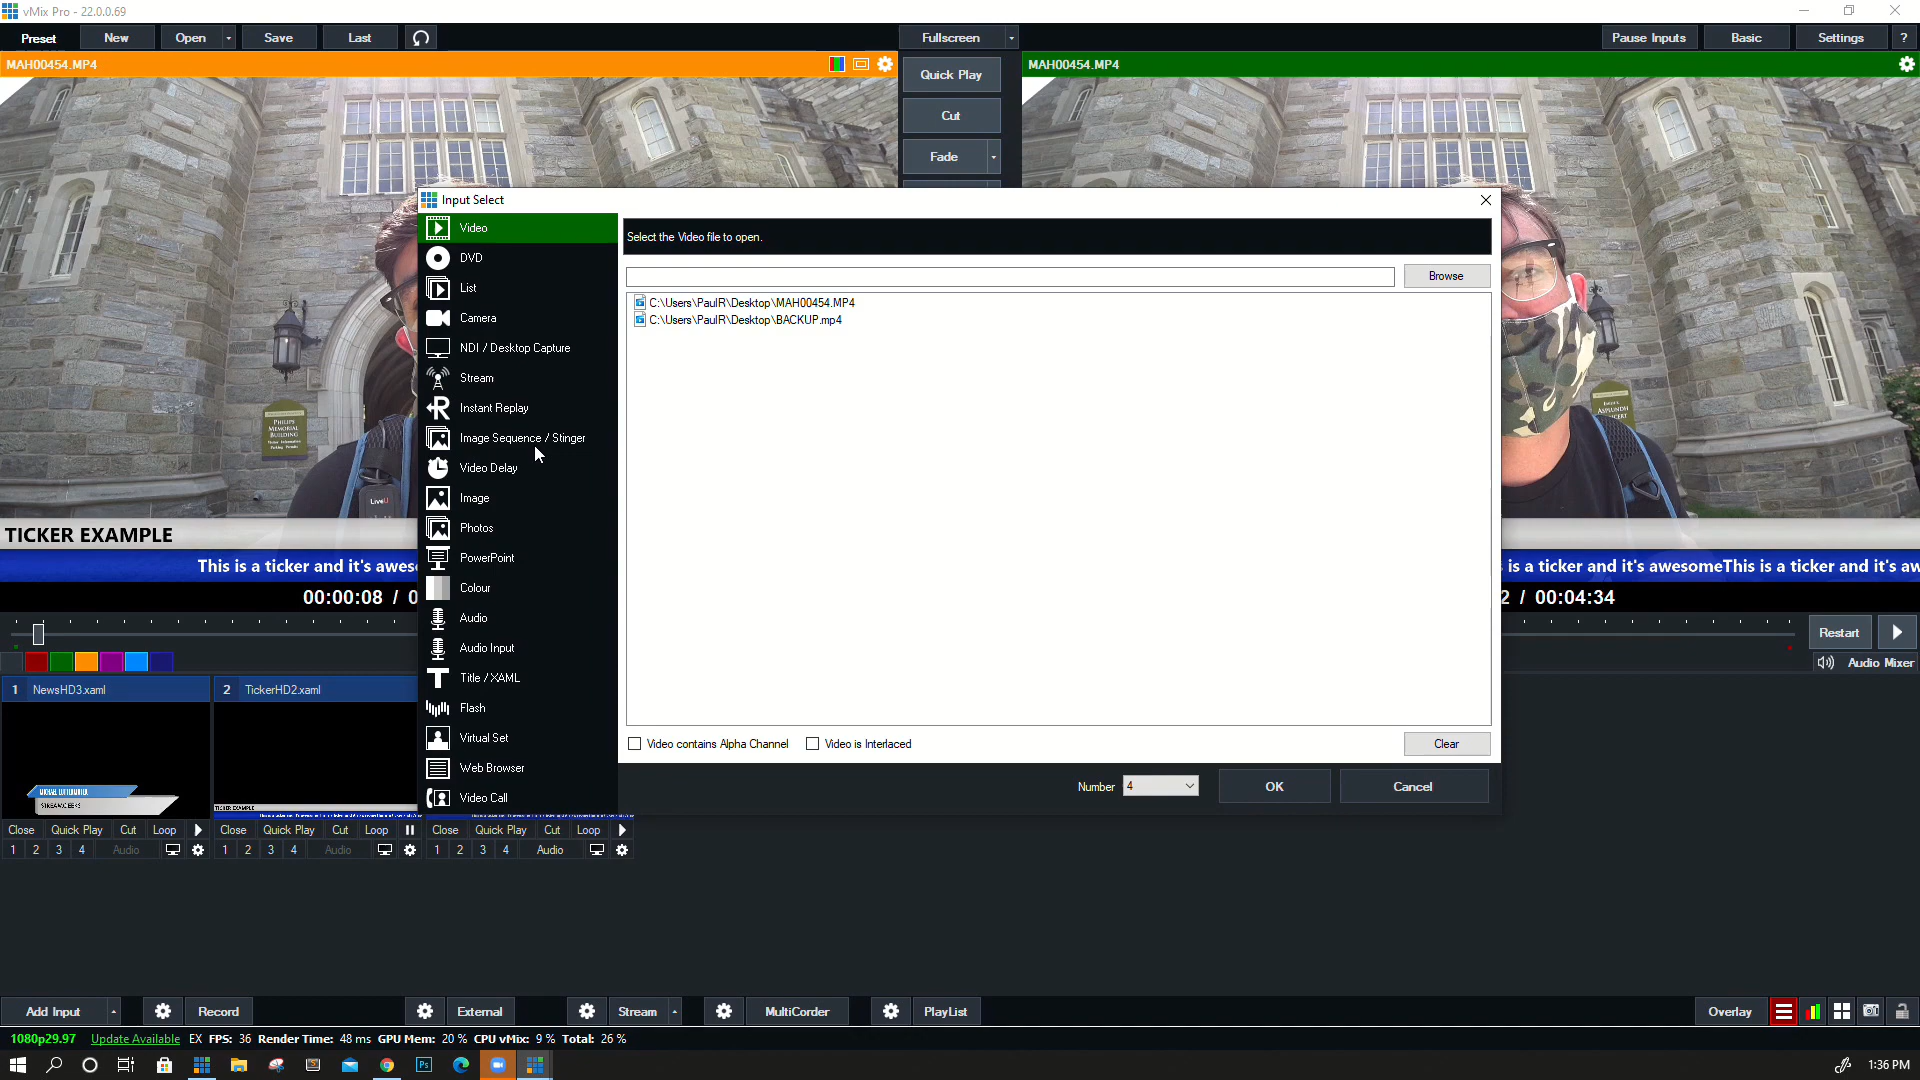 vMix Pro - 22.0.0.69
Preset New Open Save Last Fullscreen Pause Inputs Basic Settings ?
MAH00454.MP4
MAH00454.MP4
Quick Play
Cut
Fade
Input Select
Video
DVD
List
Camera
NDI / Desktop Capture
Stream
Instant Replay
Image Sequence / Stinger
Video Delay
Image
Photos
PowerPoint
Colour
Audio
Audio Input
Title / XAML
Flash
Virtual Set
Web Browser
Video Call
Select the Video file to open.
Browse
C:\Users\PaulR\Desktop\MAH00454.MP4
C:\Users\PaulR\Desktop\BACKUP.mp4
Video contains Alpha Channel Video is Interlaced Clear
Number 4 OK Cancel
PHILIPS
MEMORIAL
BUILDING
LiveU
TICKER EXAMPLE
This is a ticker and it's awes
is a ticker and it's awesomeThis is a ticker and it's aw
00:00:08 / 0
2 / 00:04:34
Restart
Audio Mixer
1 NewsHD3.xaml
2 TickerHD2.xaml
STREAMGEEKS
TICKER EXAMPLE
Close Quick Play Cut Loop
1 2 3 4 Audio
Close Quick Play Cut Loop
1 2 3 4 Audio
Close Quick Play Cut Loop
1 2 3 4 Audio
Add Input Record External Stream MultiCorder PlayList Overlay
1080p29.97 Update Available EX FPS: 36 Render Time: 48 ms GPU Mem: 20 % CPU vMix: 9 % Total: 26 %
Ps
1:36 PM